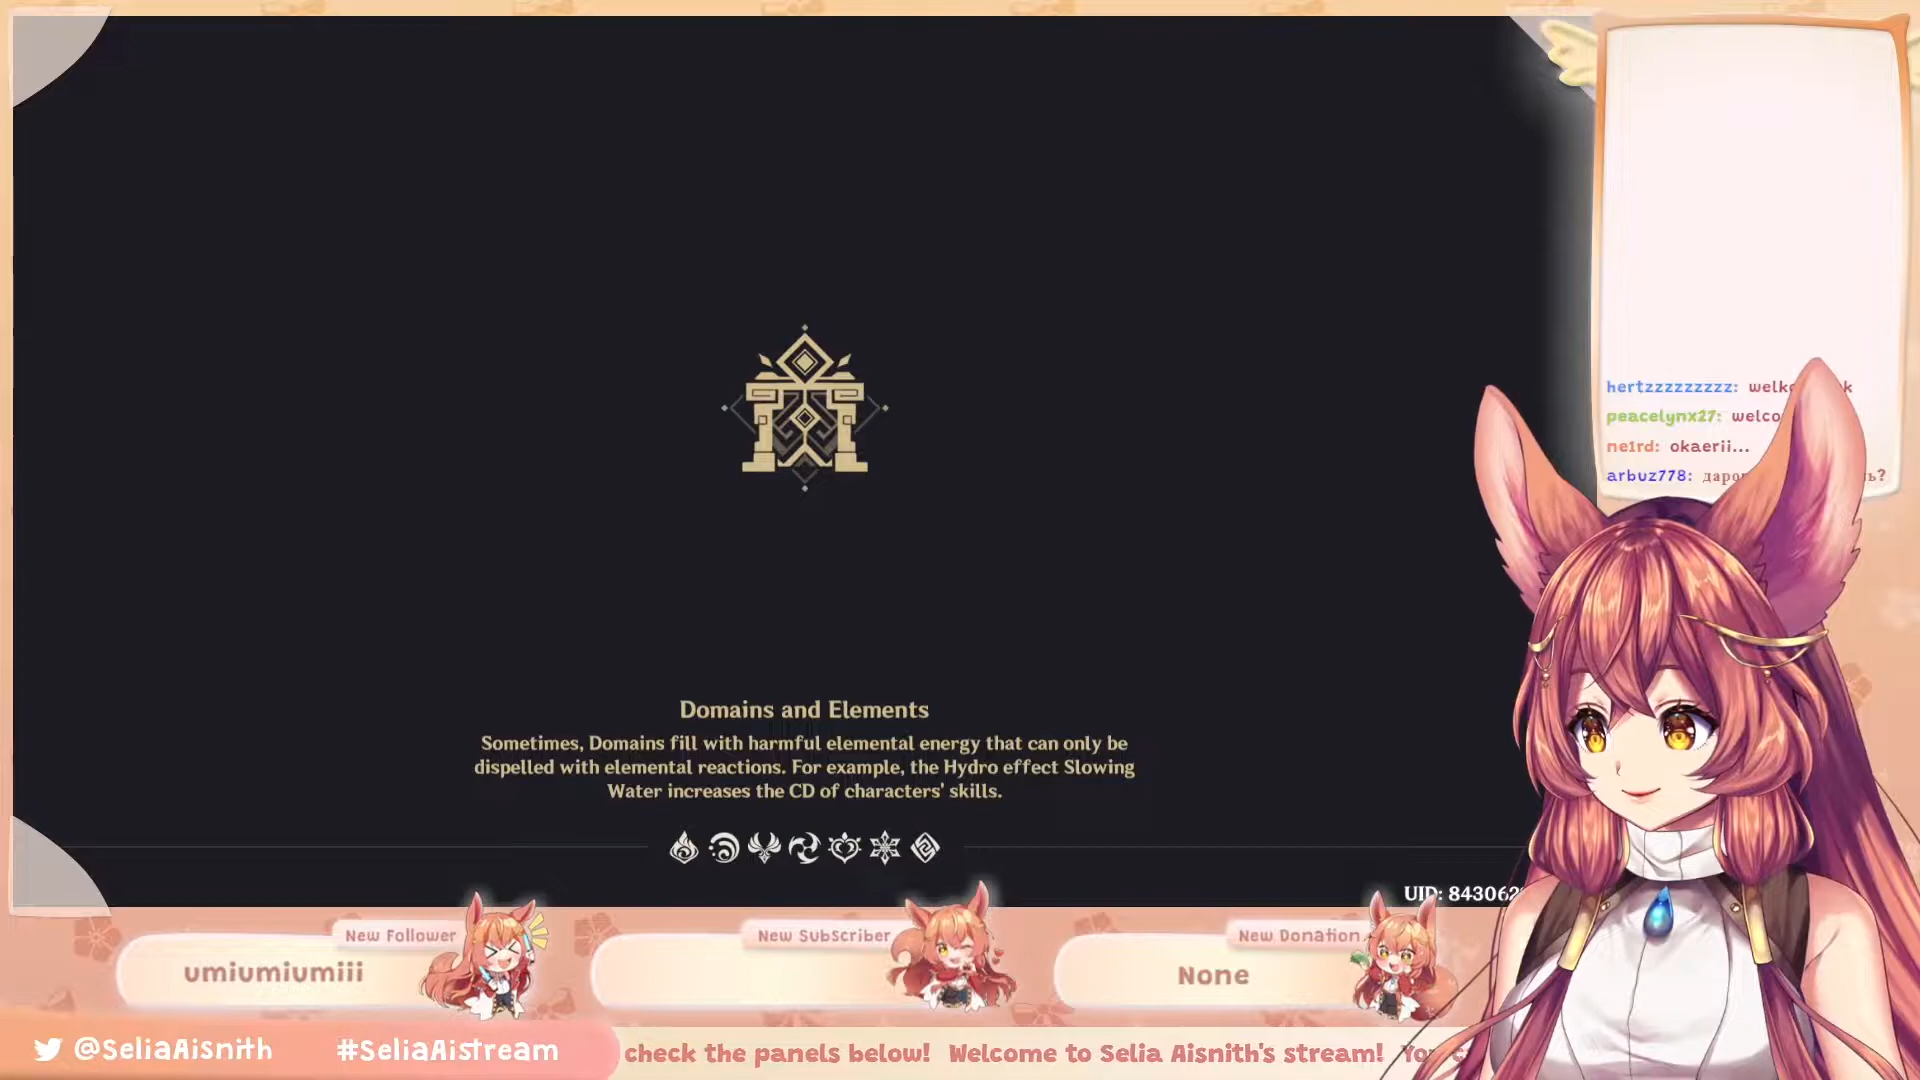 hertzzzzzzzzz:
peacelynx27:
ne1rd: okaerii...
arbuz778:
Domains and Elements
Sometimes, Domains fill with harmful elemental energy that can only be
dispelled with elemental reactions. For example, the Hydro effect Slowing
Water increases the CD of characters' skills.
UID: 843062
New Follower
umiumiumiii
New Subscriber
New Donation
None
@SeliaAisnith
#SeliaAistream
check the panels below! Welcome to Selia Aisnith's stream!